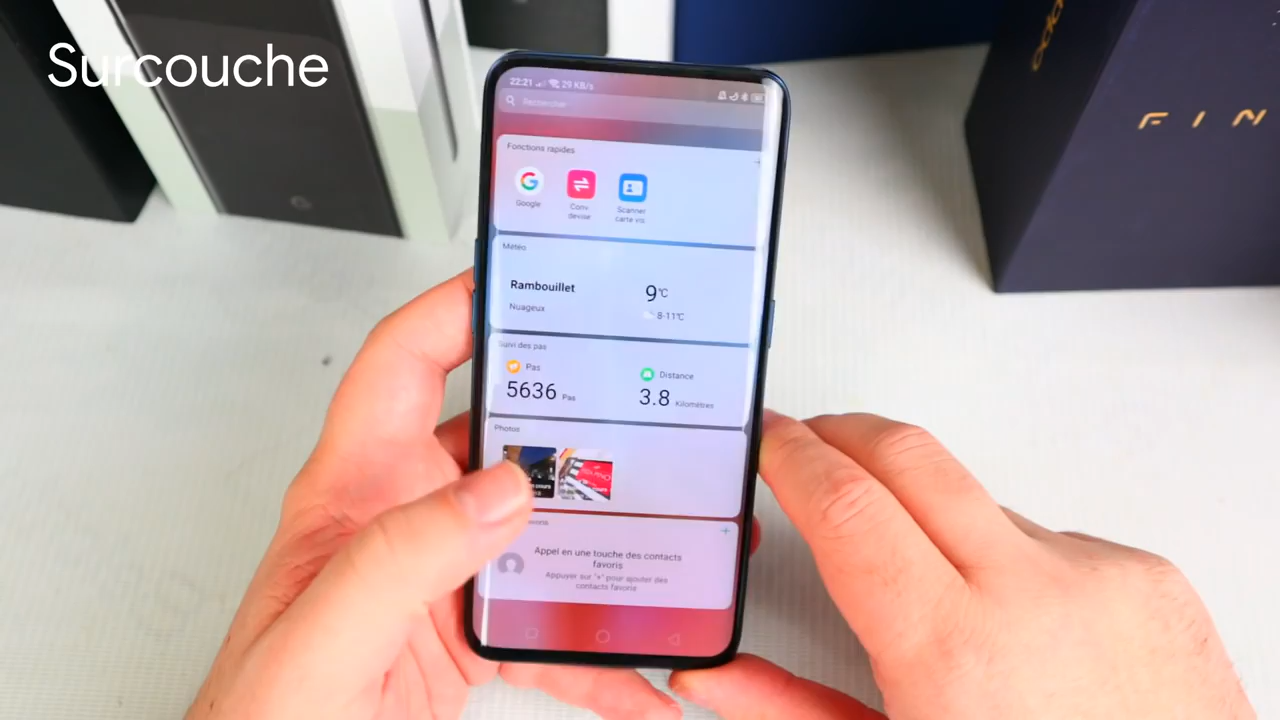 Surcouche
oppo
FIN
22:21
29 KB/s
Rechercher
Fonctions rapides
Google
Conv.
devise
Scanner
carte visi
Météo
Rambouillet
9°C
Nuageux
8-11°C
Suivi des pas
Pas
Distance
5636 Pas
3.8 Kilomètres
Photos
Appel en une touche des contacts
favoris
Appuyer sur "+" pour ajouter des
contacts favoris